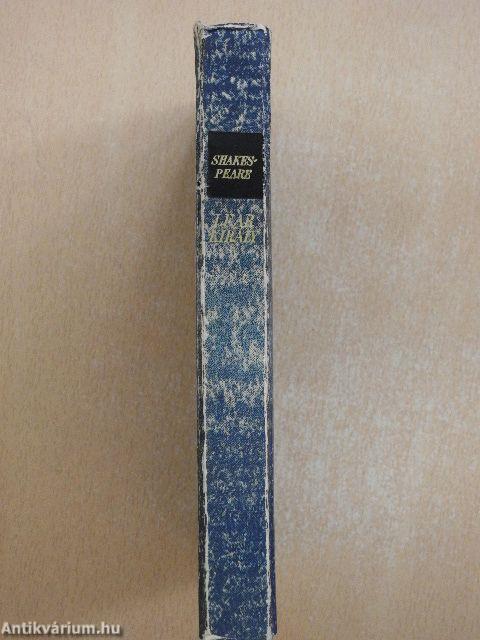 SHAKES-
PEARE
LEAR
KIRÁLY
Antikvárium.hu